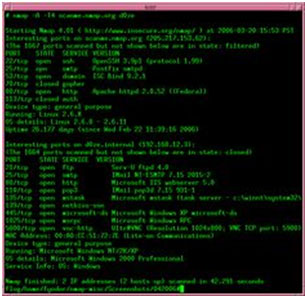 # nmap -A -T4 scanme.nmap.org d0ze
Starting Nmap 4.01 ( http://www.insecure.org/nmap/ ) at 2006-03-20 15:53 PST
Interesting ports on scanme.nmap.org (205.217.153.62):
(The 1667 ports scanned but not shown below are in state: filtered)
PORT STATE SERVICE VERSION
22/tcp open ssh OpenSSH 3.9p1 (protocol 1.99)
25/tcp open smtp Postfix smtpd
53/tcp open domain ISC Bind 9.2.1
70/tcp closed gopher
80/tcp open http Apache httpd 2.0.52 ((Fedora))
113/tcp closed auth
Device type: general purpose
Running: Linux 2.6.X
OS details: Linux 2.6.0 - 2.6.11
Uptime 26.177 days (since Wed Feb 22 11:39:16 2006)
Interesting ports on d0ze.internal (192.168.12.3):
(The 1664 ports scanned but not shown below are in state: closed)
PORT STATE SERVICE VERSION
21/tcp open ftp Serv-U ftpd 4.0
25/tcp open smtp IMail NT-ESMTP 7.15 2015-2
80/tcp open http Microsoft IIS webserver 5.0
110/tcp open pop3 IMail pop3d 7.15 931-1
135/tcp open mstask Microsoft mstask (task server - c:\winnt\system32\
139/tcp open netbios-ssn
445/tcp open microsoft-ds Microsoft Windows XP microsoft-ds
1025/tcp open msrpc Microsoft Windows RPC
5800/tcp open vnc-http Ultr@VNC (Resolution 1024x800; VNC TCP port: 5900)
MAC Address: 00:A0:CC:51:72:7E (Lite-on Communications)
Device type: general purpose
Running: Microsoft Windows NT/2K/XP
OS details: Microsoft Windows 2000 Professional
Service Info: OS: Windows
Nmap finished: 2 IP addresses (2 hosts up) scanned in 42.291 seconds
flog/home/fyodor/nmap-misc/Screenshots/042006#